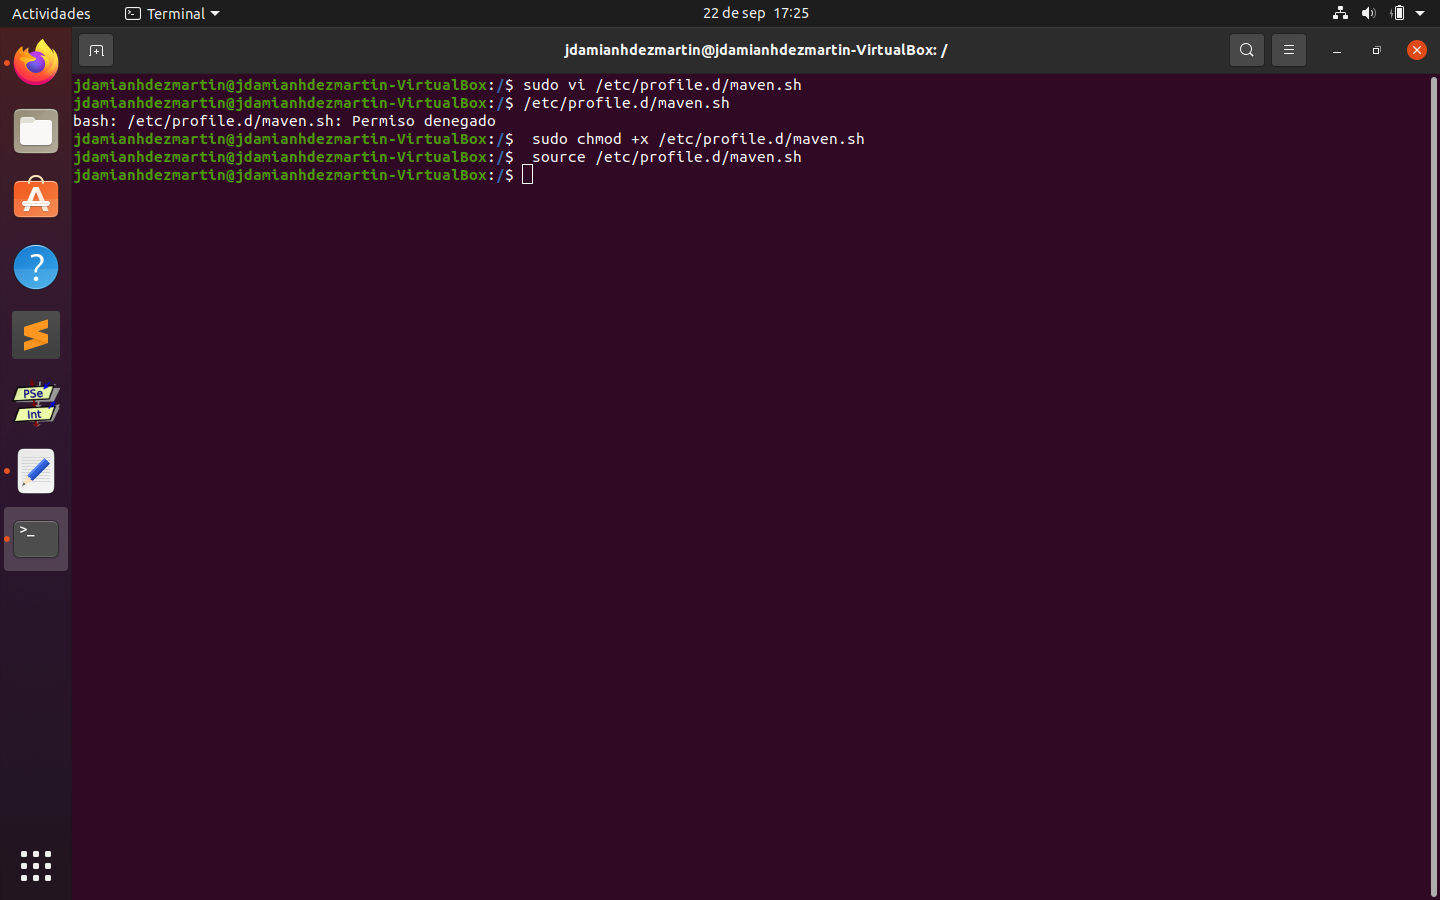 Actividades Terminal 22 de sep 17:25
jdamianhdezmartin@jdamianhdezmartin-VirtualBox: /
jdamianhdezmartin@jdamianhdezmartin-VirtualBox:/$ sudo vi /etc/profile.d/maven.sh
jdamianhdezmartin@jdamianhdezmartin-VirtualBox:/$ /etc/profile.d/maven.sh
bash: /etc/profile.d/maven.sh: Permiso denegado
jdamianhdezmartin@jdamianhdezmartin-VirtualBox:/$  sudo chmod +x /etc/profile.d/maven.sh
jdamianhdezmartin@jdamianhdezmartin-VirtualBox:/$  source /etc/profile.d/maven.sh
jdamianhdezmartin@jdamianhdezmartin-VirtualBox:/$
?
PSe
Int
>_